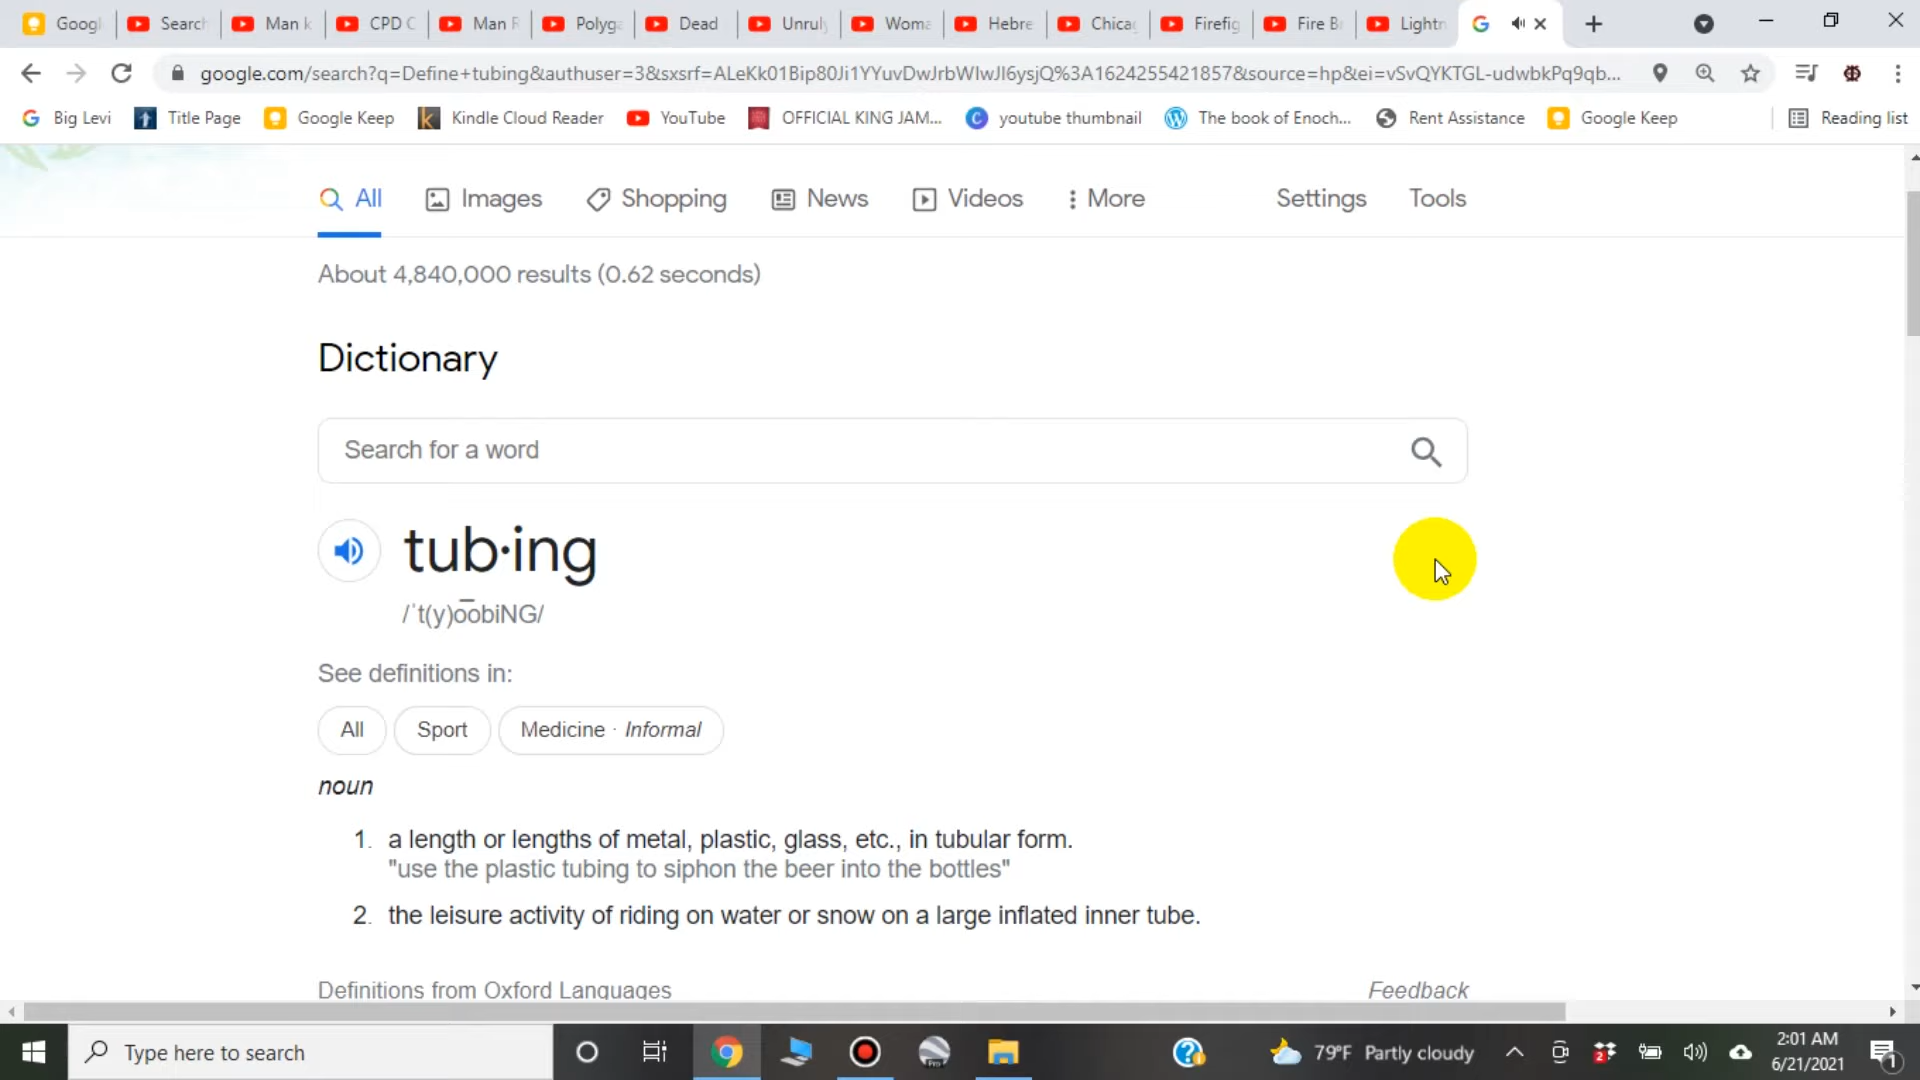 Googl
Search
Man k
CPD C
Man R
Polyga
Dead
Unruly
Woma
Hebre
Chicag
Firefig
Fire Br
Lightn
google.com/search?q=Define+tubing&authuser=3&sxsrf=ALeKk01Bip80Ji1YYuvDwJrbWIwJl6ysjQ%3A1624255421857&source=hp&ei=vSvQYKTGL-udwbkPq9qb...
Big Levi
Title Page
Google Keep
Kindle Cloud Reader
YouTube
OFFICIAL KING JAM...
youtube thumbnail
The book of Enoch...
Rent Assistance
Google Keep
Reading list
All
Images
Shopping
News
Videos
More
Settings
Tools
About 4,840,000 results (0.62 seconds)
Dictionary
Search for a word
tub·ing
/ˈt(y)o͞obiNG/
See definitions in:
All
Sport
Medicine · Informal
noun
1. a length or lengths of metal, plastic, glass, etc., in tubular form.
"use the plastic tubing to siphon the beer into the bottles"
2. the leisure activity of riding on water or snow on a large inflated inner tube.
Definitions from Oxford Languages
Feedback
Type here to search
79°F Partly cloudy
2:01 AM
6/21/2021